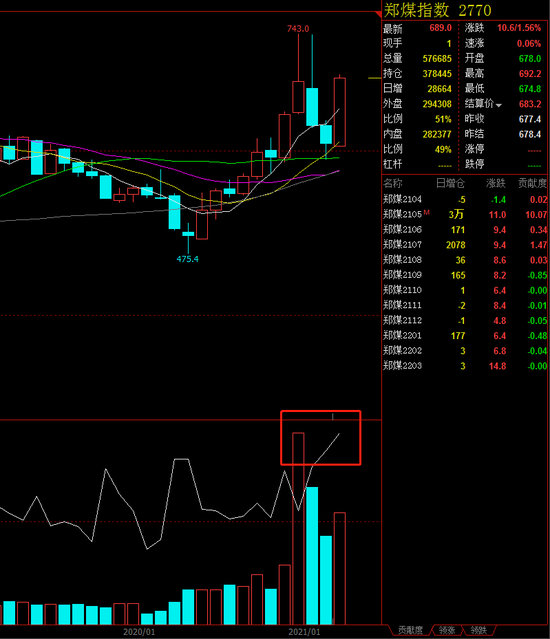 郑煤指数 2770
743.0
475.4
2020/01 2021/01
最新 689.0 涨跌 10.6/1.56%
现手 1 速涨 0.06%
总量 576685 开盘 678.0
持仓 378445 最高 692.2
日增 28664 最低 674.8
外盘 294308 结算价 683.2
比例 51% 昨收 677.4
内盘 282377 昨结 678.4
比例 49% 涨停 -----
杠杆 ----- 跌停 -----
名称 日增仓 涨跌 贡献度
郑煤2104 -5 -1.4 0.02
郑煤2105 M 3万 11.0 10.07
郑煤2106 171 9.4 0.34
郑煤2107 2078 9.4 1.47
郑煤2108 36 8.6 0.03
郑煤2109 165 8.2 -0.85
郑煤2110 1 6.4 -0.00
郑煤2111 -2 8.4 -0.01
郑煤2112 -1 4.8 -0.05
郑煤2201 177 6.4 -0.48
郑煤2202 3 6.8 -0.04
郑煤2203 3 14.8 -0.00
贡献度 领涨 领跌